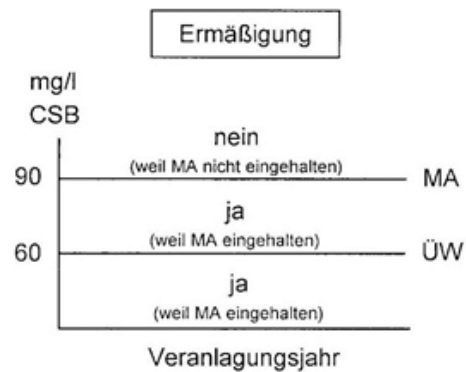 Ermäßigung
mg/l
CSB
nein
(weil MA nicht eingehalten)
90 MA
ja
(weil MA eingehalten)
60 ÜW
ja
(weil MA eingehalten)
Veranlagungsjahr